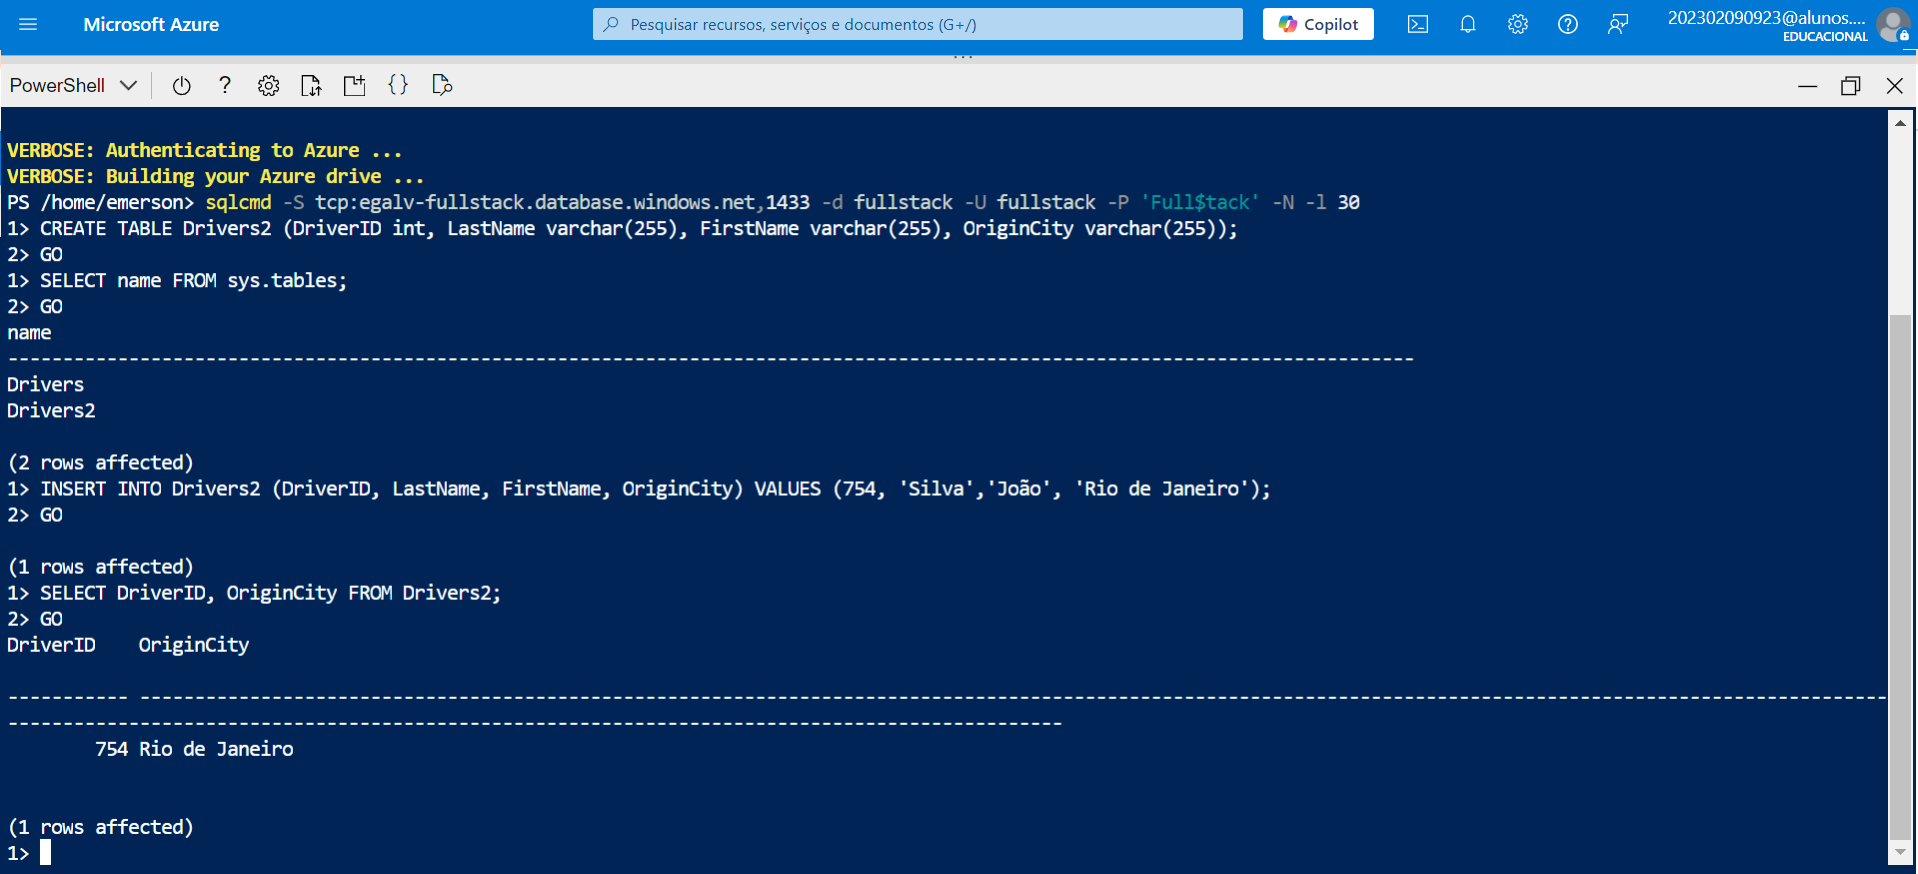 Microsoft Azure
Pesquisar recursos, serviços e documentos (G+/)
Copilot
202302090923@alunos....
EDUCACIONAL
PowerShell
VERBOSE: Authenticating to Azure ...
VERBOSE: Building your Azure drive ...
PS /home/emerson> sqlcmd -S tcp:egalv-fullstack.database.windows.net,1433 -d fullstack -U fullstack -P 'Full$tack' -N -l 30
1> CREATE TABLE Drivers2 (DriverID int, LastName varchar(255), FirstName varchar(255), OriginCity varchar(255));
2> GO
1> SELECT name FROM sys.tables;
2> GO
name
--------------------------------------------------------------------------------------------------------------------------------
Drivers
Drivers2
(2 rows affected)
1> INSERT INTO Drivers2 (DriverID, LastName, FirstName, OriginCity) VALUES (754, 'Silva','João', 'Rio de Janeiro');
2> GO
(1 rows affected)
1> SELECT DriverID, OriginCity FROM Drivers2;
2> GO
DriverID    OriginCity
----------- ---------------------------------------------------------------------------------------------------------------------------------------------------------------
------------------------------------------------------------------------------------------------
        754 Rio de Janeiro
(1 rows affected)
1>